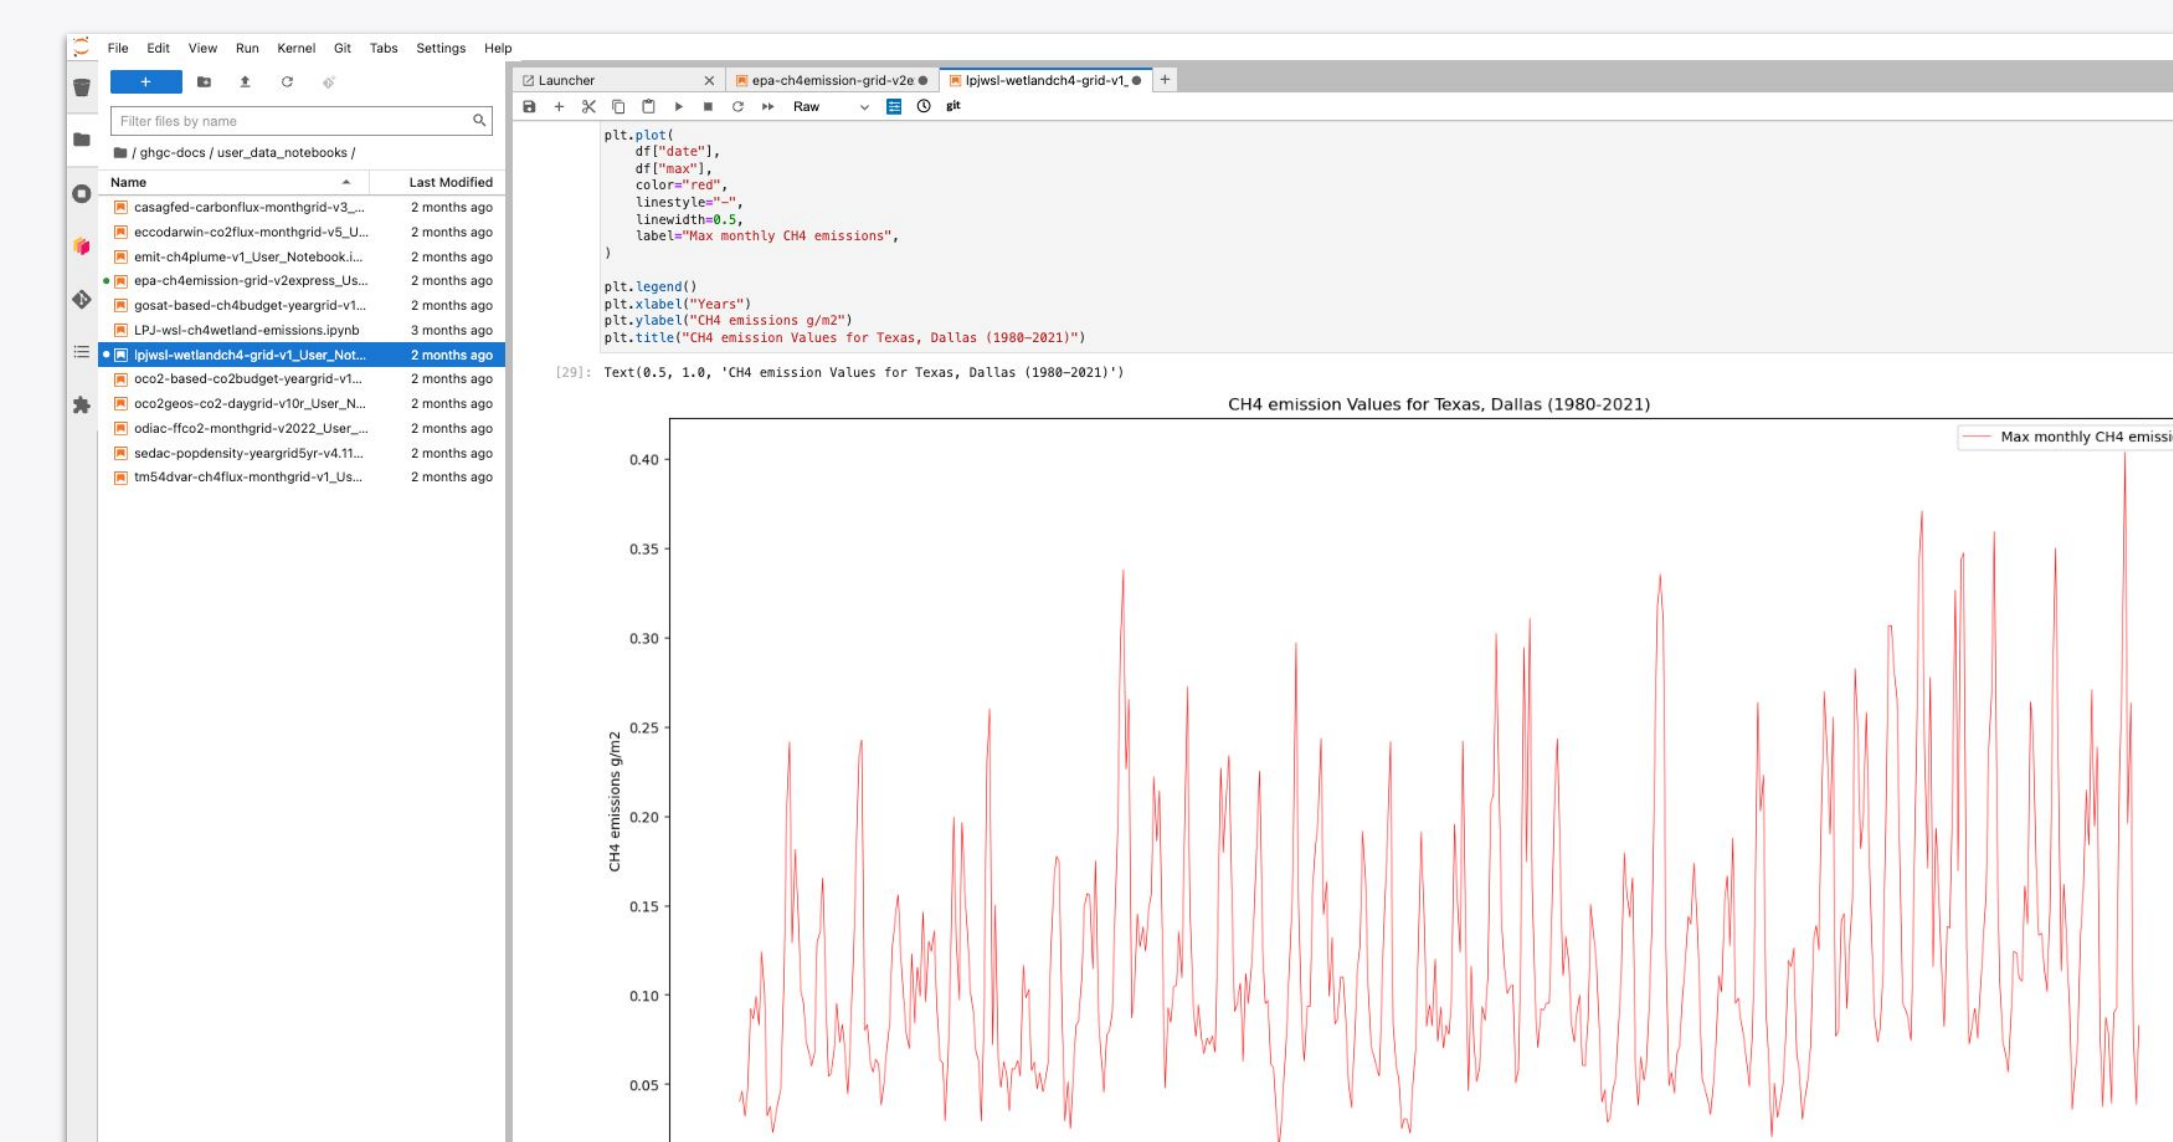 File Edit View Run Kernel Git Tabs Settings Help
+
Filter files by name
/ ghgc-docs / user_data_notebooks /
Name Last Modified
casagfed-carbonflux-monthgrid-v3_... 2 months ago
eccodarwin-co2flux-monthgrid-v5_U... 2 months ago
emit-ch4plume-v1_User_Notebook.i... 2 months ago
epa-ch4emission-grid-v2express_Us... 2 months ago
gosat-based-ch4budget-yeargrid-v1... 2 months ago
LPJ-wsl-ch4wetland-emissions.ipynb 3 months ago
lpjwsl-wetlandch4-grid-v1_User_Not... 2 months ago
oco2-based-co2budget-yeargrid-v1... 2 months ago
oco2geos-co2-daygrid-v10r_User_N... 2 months ago
odiac-ffco2-monthgrid-v2022_User_... 2 months ago
sedac-popdensity-yeargrid5yr-v4.11... 2 months ago
tm54dvar-ch4flux-monthgrid-v1_Us... 2 months ago
Launcher epa-ch4emission-grid-v2e lpjwsl-wetlandch4-grid-v1_ +
Raw git
plt.plot(
df["date"],
df["max"],
color="red",
linestyle="-",
linewidth=0.5,
label="Max monthly CH4 emissions",
)
plt.legend()
plt.xlabel("Years")
plt.ylabel("CH4 emissions g/m2")
plt.title("CH4 emission Values for Texas, Dallas (1980-2021)")
[29]: Text(0.5, 1.0, 'CH4 emission Values for Texas, Dallas (1980-2021)')
CH4 emission Values for Texas, Dallas (1980-2021)
Max monthly CH4 emissi
0.40
0.35
0.30
0.25
0.20
0.15
0.10
0.05
CH4 emissions g/m2